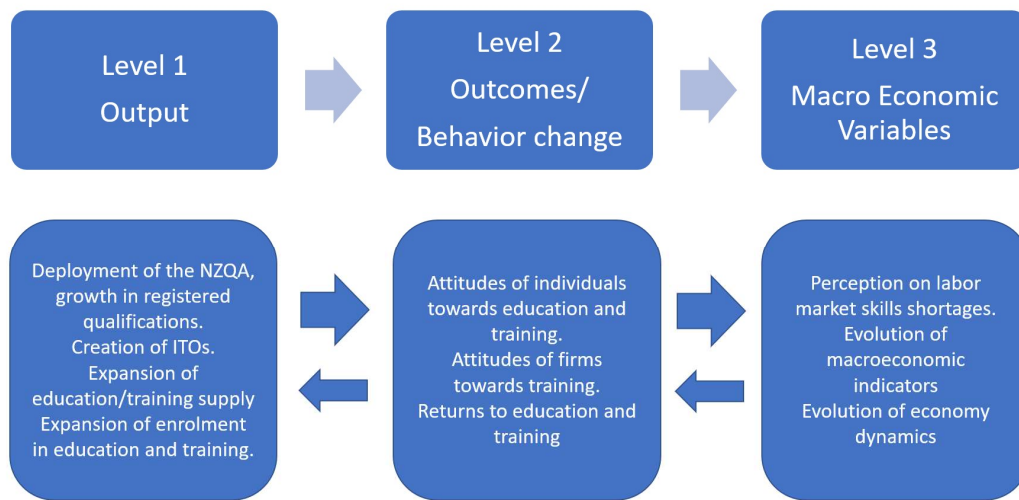 Level 1
Output
Level 2
Outcomes/
Behavior change
Level 3
Macro Economic
Variables
Deployment of the NZQA,
growth in registered
qualifications.
Creation of ITOs.
Expansion of
education/training supply
Expansion of enrolment
in education and training.
Attitudes of individuals
towards education and
training.
Attitudes of firms
towards training.
Returns to education and
training
Perception on labor
market skills shortages.
Evolution of
macroeconomic
indicators
Evolution of economy
dynamics